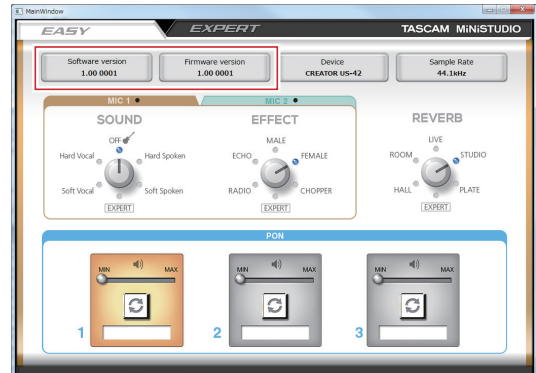 MainWindow
EASY
EXPERT
TASCAM MiNiSTUDIO
Software version
1.00 0001
Firmware version
1.00 0001
Device
CREATOR US-42
Sample Rate
44.1kHz
MIC 1
MIC 2
SOUND
EFFECT
REVERB
OFF
Hard Vocal
Hard Spoken
Soft Vocal
Soft Spoken
EXPERT
MALE
ECHO
FEMALE
RADIO
CHOPPER
EXPERT
LIVE
ROOM
STUDIO
HALL
PLATE
EXPERT
PON
MIN
MAX
1
MIN
MAX
2
MIN
MAX
3